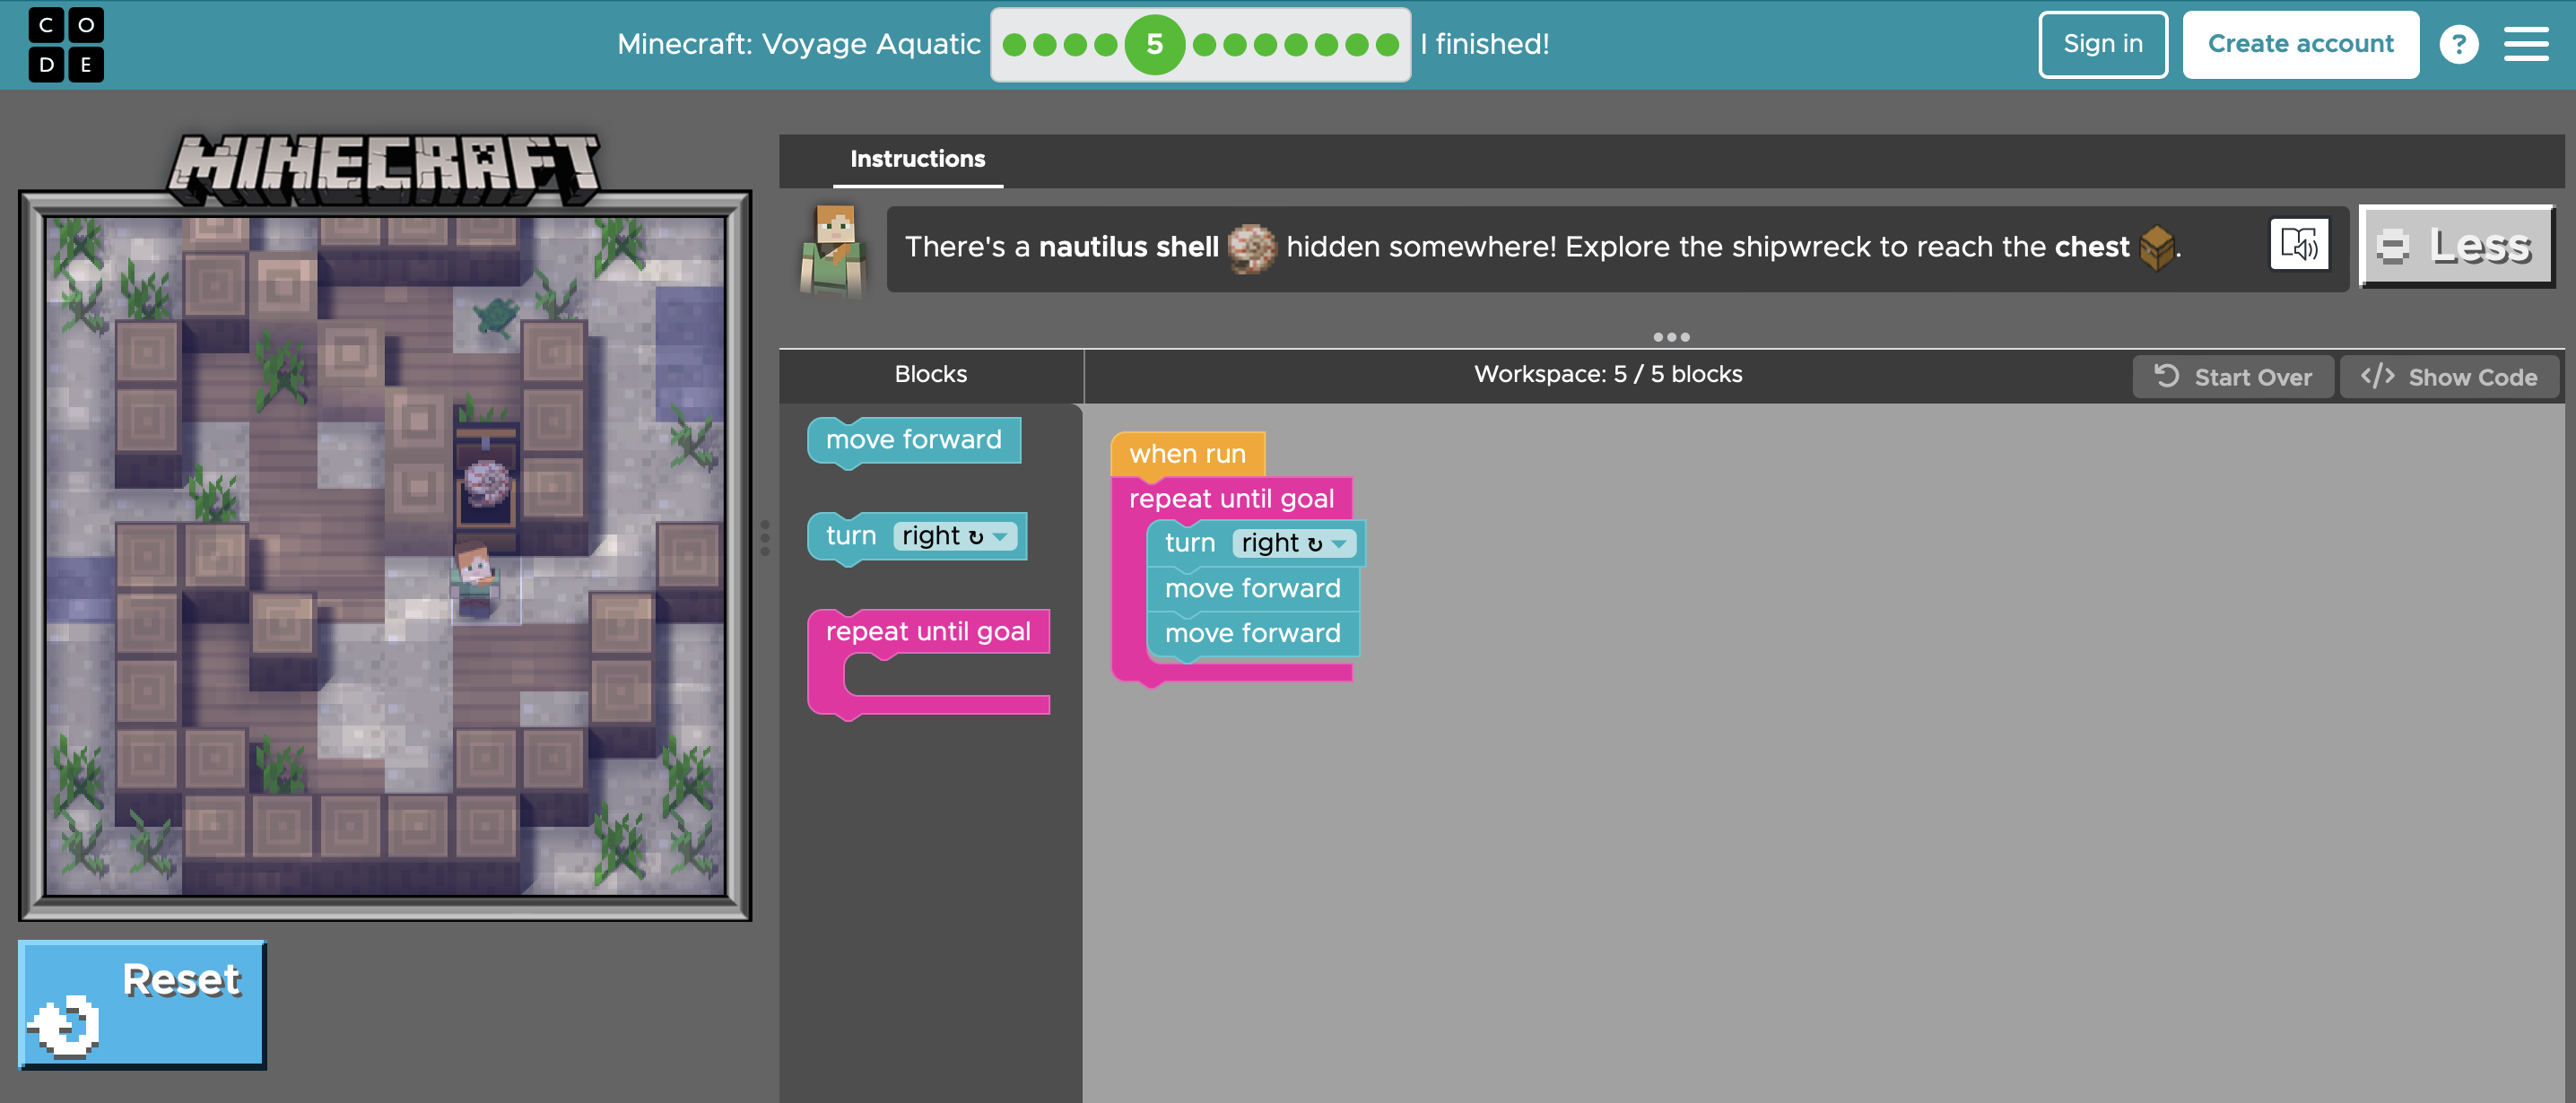 CO
DE
Minecraft: Voyage Aquatic
5
I finished!
Sign in
Create account
?
MINECRAFT
Instructions
There's a nautilus shell hidden somewhere! Explore the shipwreck to reach the chest .
Less
Blocks
Workspace: 5 / 5 blocks
Start Over
</> Show Code
move forward
turn right ↻
repeat until goal
when run
repeat until goal
turn right ↻
move forward
move forward
Reset